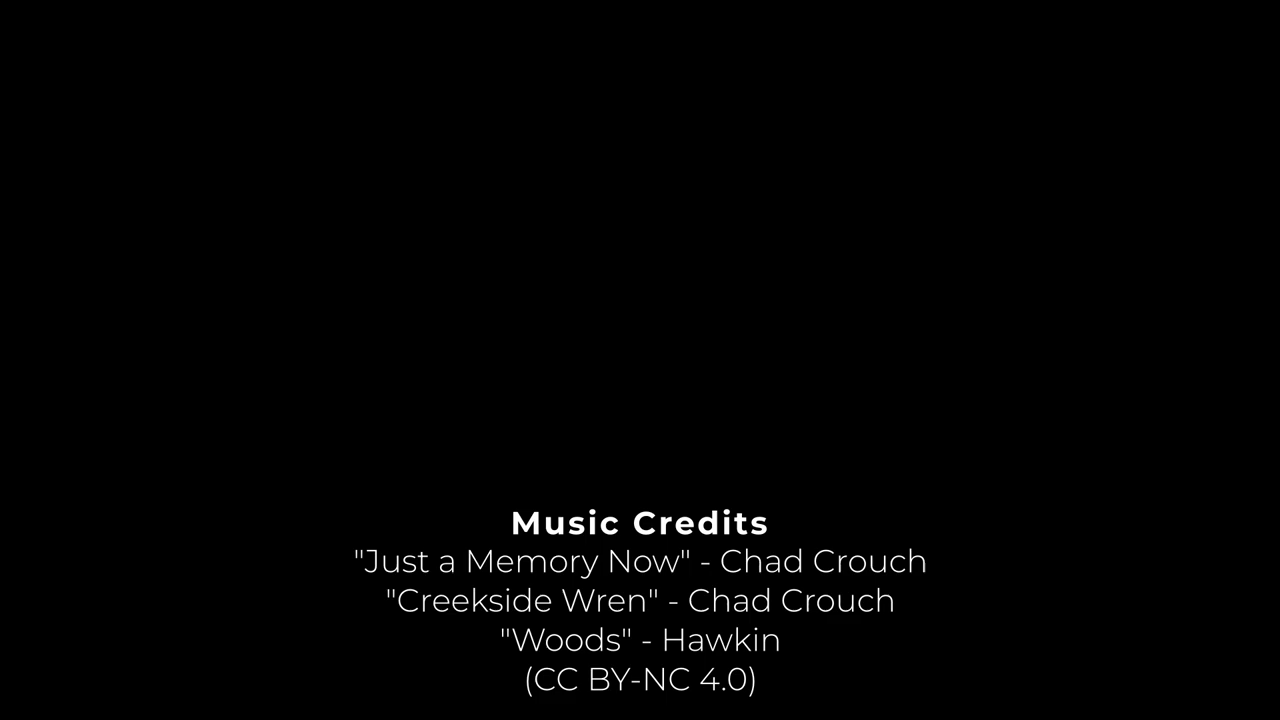 Music Credits
"Just a Memory Now" - Chad Crouch
"Creekside Wren" - Chad Crouch
"Woods" - Hawkin
(CC BY-NC 4.0)